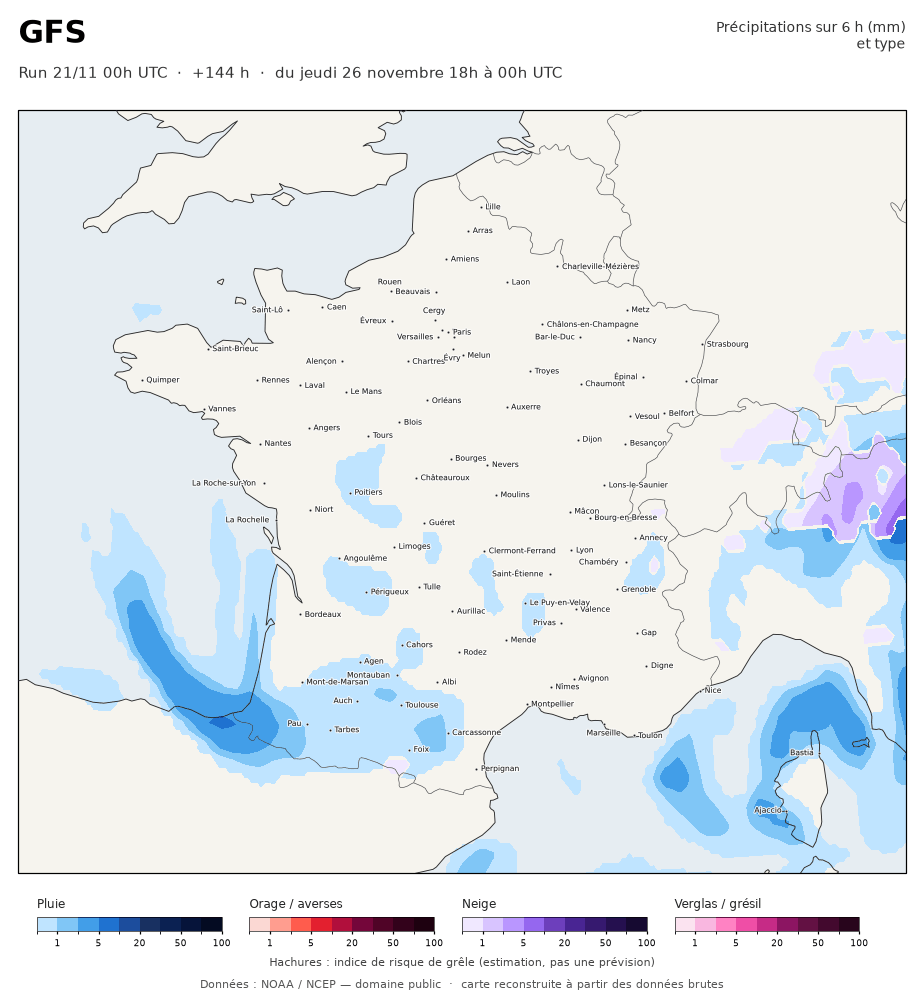 GFS
Précipitations sur 6 h (mm)
et type
Run 21/11 00h UTC · +144 h · du jeudi 26 novembre 18h à 00h UTC
Lille
Arras
Amiens
Charleville-Mézières
Rouen
Laon
Beauvais
Saint-Lô
Caen
Cergy
Metz
Évreux
Châlons-en-Champagne
Versailles
Paris
Bar-le-Duc
Nancy
Strasbourg
Saint-Brieuc
Alençon
Chartres
Évry
Melun
Troyes
Épinal
Quimper
Rennes
Laval
Le Mans
Chaumont
Colmar
Vannes
Orléans
Auxerre
Vesoul
Belfort
Angers
Blois
Tours
Nantes
Dijon
Besançon
Bourges
Nevers
La Roche-sur-Yon
Châteauroux
Lons-le-Saunier
Poitiers
Moulins
Niort
Mâcon
Bourg-en-Bresse
La Rochelle
Guéret
Annecy
Angoulême
Limoges
Clermont-Ferrand
Lyon
Chambéry
Saint-Étienne
Périgueux
Tulle
Grenoble
Bordeaux
Aurillac
Le Puy-en-Velay
Valence
Privas
Cahors
Mende
Gap
Agen
Rodez
Digne
Mont-de-Marsan
Montauban
Albi
Avignon
Nîmes
Nice
Auch
Toulouse
Montpellier
Pau
Tarbes
Carcassonne
Marseille
Toulon
Foix
Bastia
Perpignan
Ajaccio
Pluie
Orage / averses
Neige
Verglas / grésil
1 5 20 50 100
1 5 20 50 100
1 5 20 50 100
1 5 20 50 100
Hachures : indice de risque de grêle (estimation, pas une prévision)
Données : NOAA / NCEP — domaine public · carte reconstruite à partir des données brutes